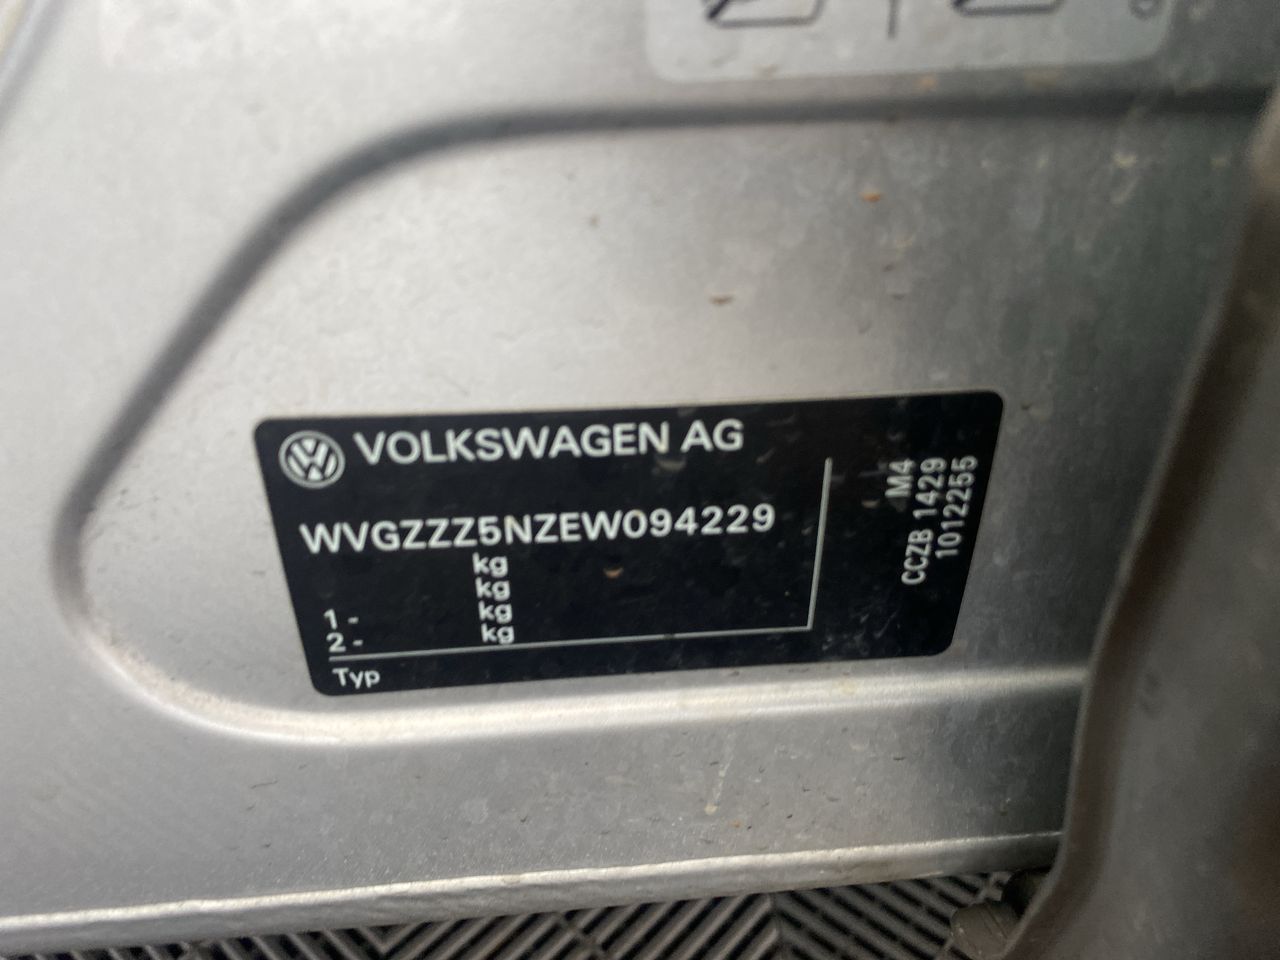 VOLKSWAGEN AG
WVGZZZ5NZEW094229
kg
kg
1 - kg
2 - kg
Typ
M4
CCZB 1429
1012255